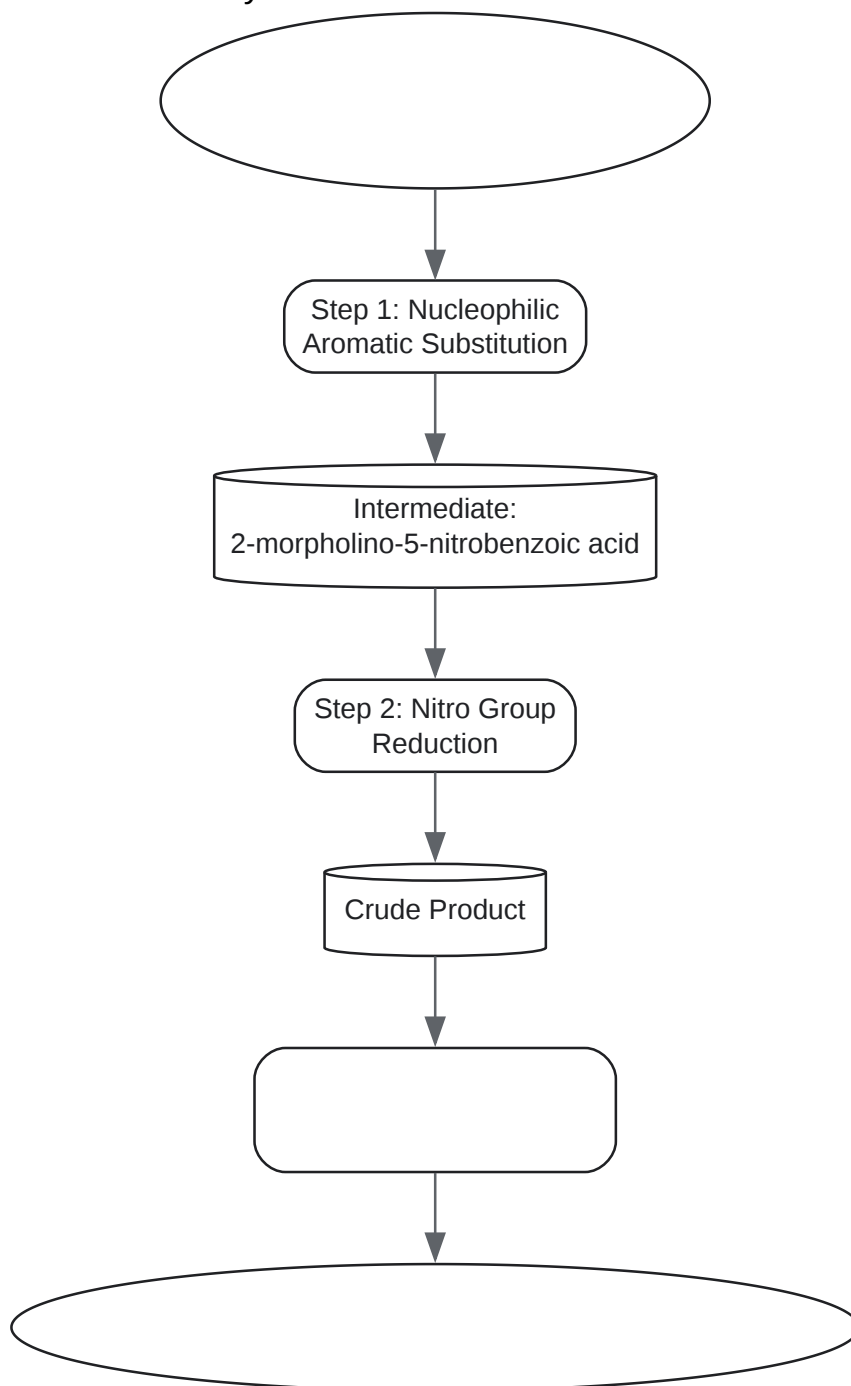 Step 1: Nucleophilic
Aromatic Substitution
Intermediate:
2-morpholino-5-nitrobenzoic acid
Step 2: Nitro Group
Reduction
Crude Product